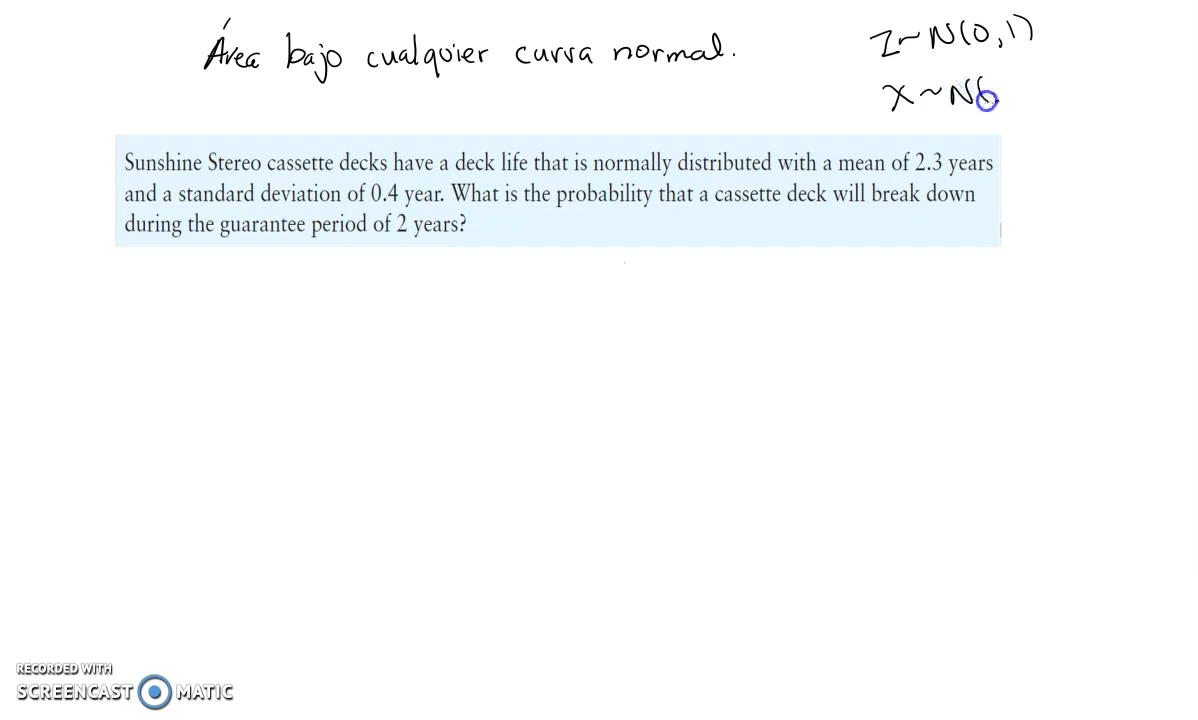 Área bajo cualquier curva normal.
Z~N(0,1)
X~N(
Sunshine Stereo cassette decks have a deck life that is normally distributed with a mean of 2.3 years
and a standard deviation of 0.4 year. What is the probability that a cassette deck will break down
during the guarantee period of 2 years?
RECORDED WITH
SCREENCAST MATIC